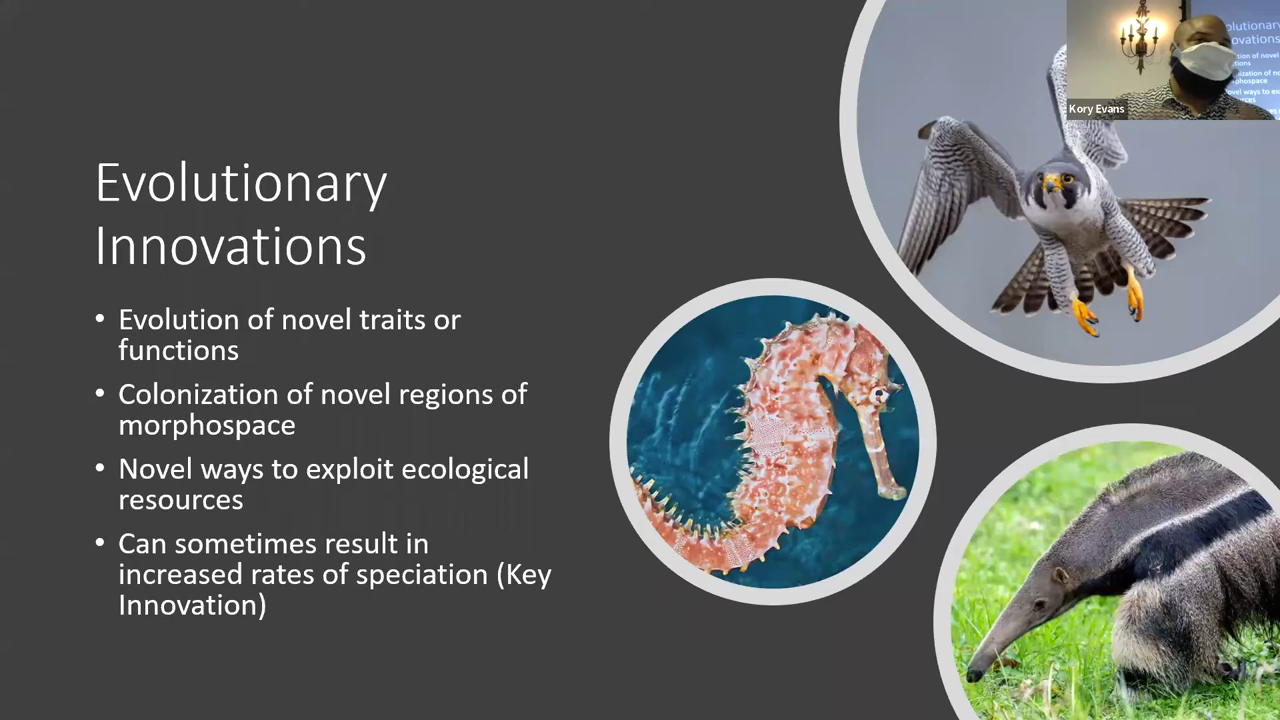 Evolutionary
Innovations
• Evolution of novel traits or
functions
• Colonization of novel regions of
morphospace
• Novel ways to exploit ecological
resources
• Can sometimes result in
increased rates of speciation (Key
Innovation)
Kory Evans